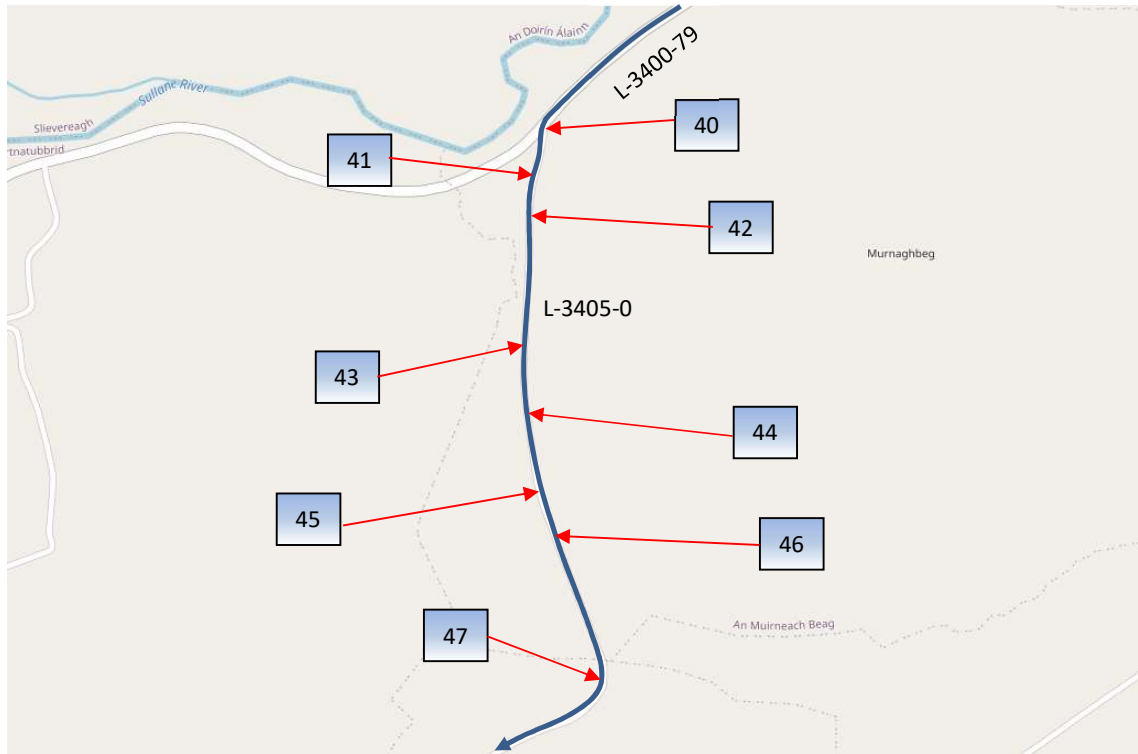 An Doirín Álainn
L-3400-79
Sullane River
40
Slievereagh
rtnatubbrid
41
42
Murnaghbeg
L-3405-0
43
44
45
46
47
An Muirneach Beag